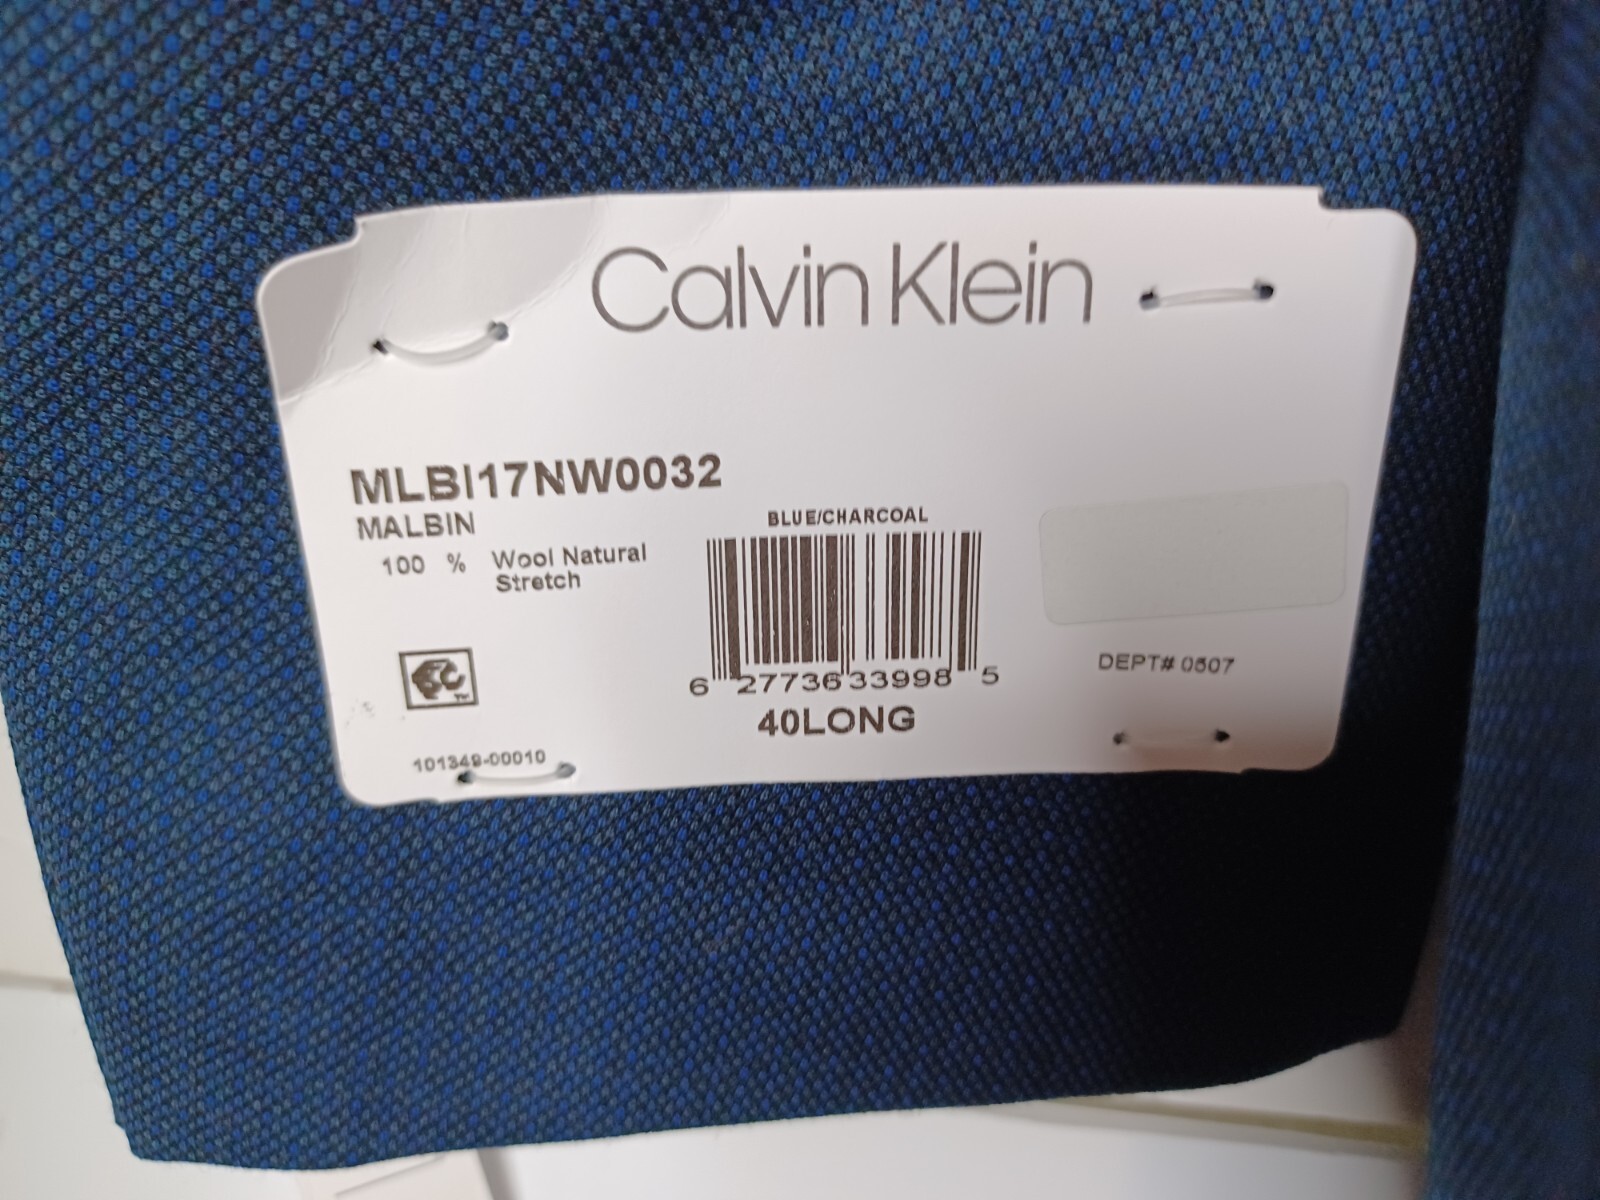 Calvin Klein
MLBI17NW0032
MALBIN
100 % Wool Natural
Stretch
BLUE/CHARCOAL
6 27736 33998 5
40LONG
DEPT# 0507
101349-00010